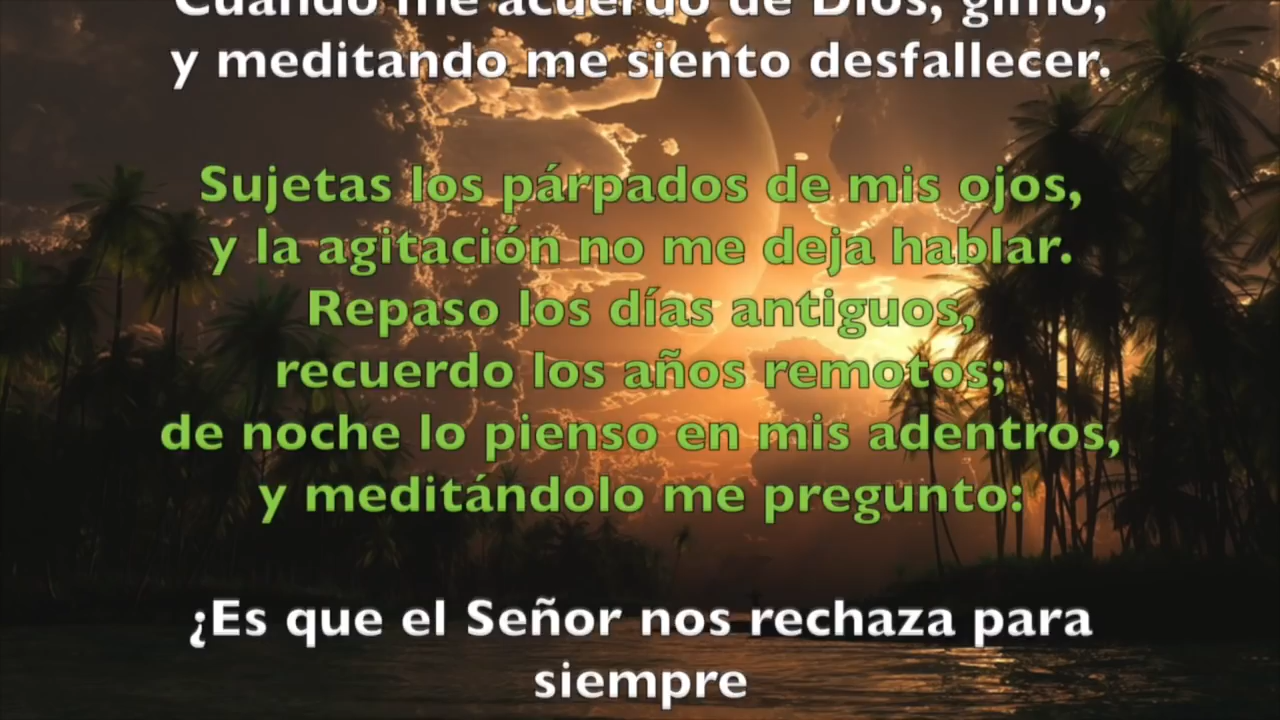 Cuando me acuerdo de Dios, gimo,
y meditando me siento desfallecer.
Sujetas los párpados de mis ojos,
y la agitación no me deja hablar.
Repaso los días antiguos,
recuerdo los años remotos;
de noche lo pienso en mis adentros,
y meditándolo me pregunto:
¿Es que el Señor nos rechaza para
siempre